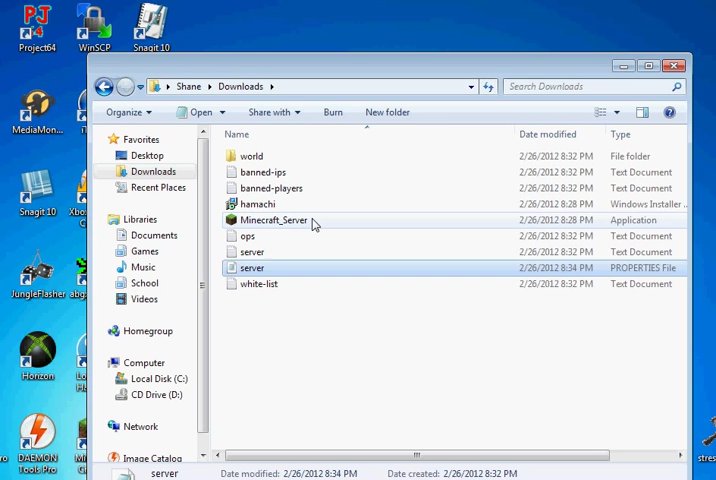 PJ
64
Project64
WinSCP
Snagit 10
Shane
Downloads
Search Downloads
Organize
Open
Share with
Burn
New folder
MediaMon...
Favorites
Desktop
Downloads
Recent Places
Libraries
Documents
Games
Music
School
Videos
Homegroup
Computer
Local Disk (C:)
CD Drive (D:)
Network
Image Catalog
Name Date modified Type
world 2/26/2012 8:32 PM File folder
banned-ips 2/26/2012 8:32 PM Text Document
banned-players 2/26/2012 8:32 PM Text Document
hamachi 2/26/2012 8:28 PM Windows Installer ..
Minecraft_Server 2/26/2012 8:28 PM Application
ops 2/26/2012 8:32 PM Text Document
server 2/26/2012 8:32 PM Text Document
server 2/26/2012 8:34 PM PROPERTIES File
white-list 2/26/2012 8:32 PM Text Document
Snagit 10
JungleFlasher
Horizon
DAEMON
Tools Pro
server Date modified: 2/26/2012 8:34 PM Date created: 2/26/2012 8:32 PM